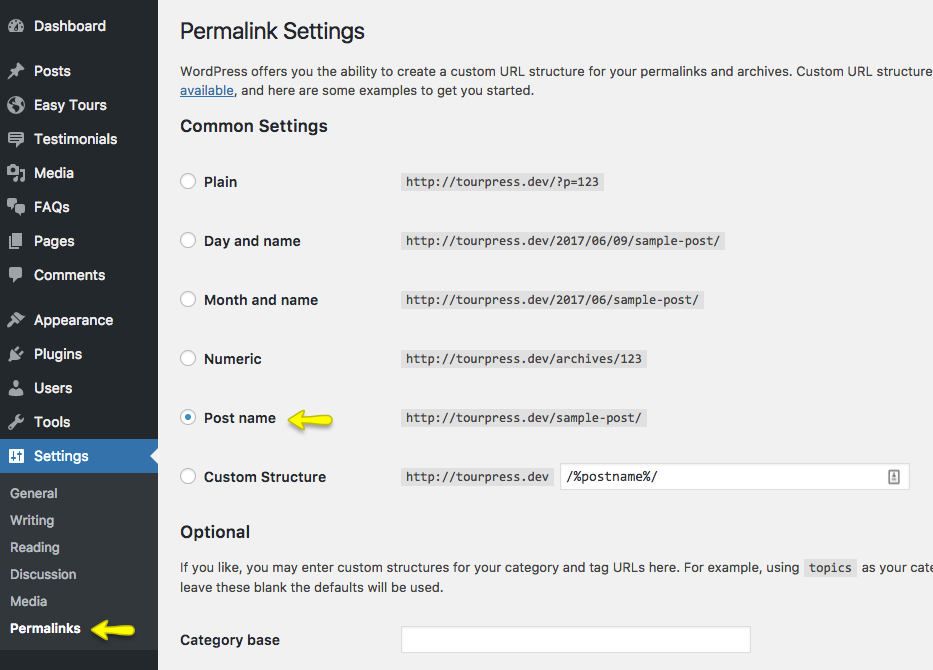 Dashboard
Posts
Easy Tours
Testimonials
Media
FAQs
Pages
Comments
Appearance
Plugins
Users
Tools
Settings
General
Writing
Reading
Discussion
Media
Permalinks
Permalink Settings
WordPress offers you the ability to create a custom URL structure for your permalinks and archives. Custom URL structure
available, and here are some examples to get you started.
Common Settings
Plain http://tourpress.dev/?p=123
Day and name http://tourpress.dev/2017/06/09/sample-post/
Month and name http://tourpress.dev/2017/06/sample-post/
Numeric http://tourpress.dev/archives/123
Post name http://tourpress.dev/sample-post/
Custom Structure http://tourpress.dev /%postname%/
Optional
If you like, you may enter custom structures for your category and tag URLs here. For example, using topics as your cate
leave these blank the defaults will be used.
Category base